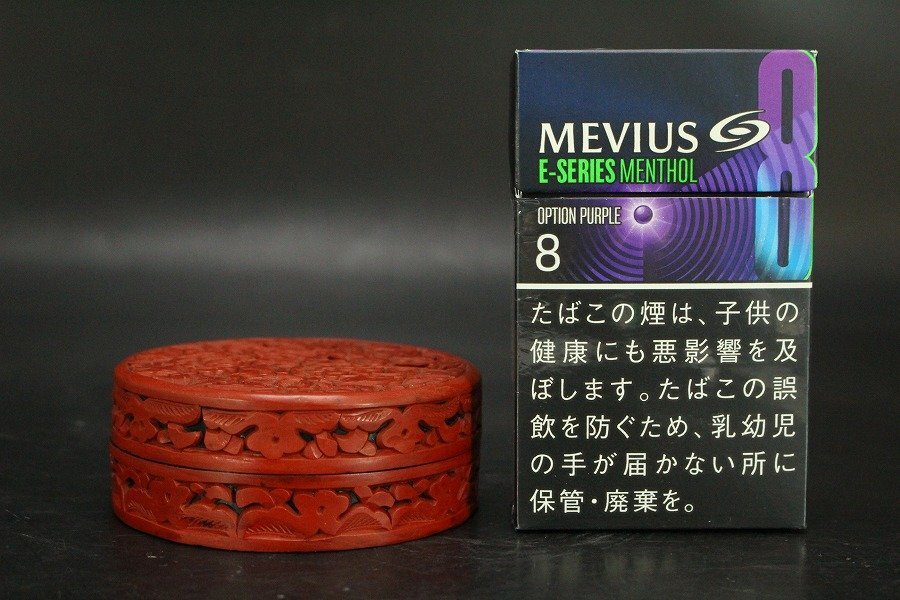 MEVIUS
E-SERIES MENTHOL
OPTION PURPLE
8
8
たばこの煙は、子供の
健康にも悪影響を及
ぼします。たばこの誤
飲を防ぐため、乳幼児
の手が届かない所に
保管・廃棄を。